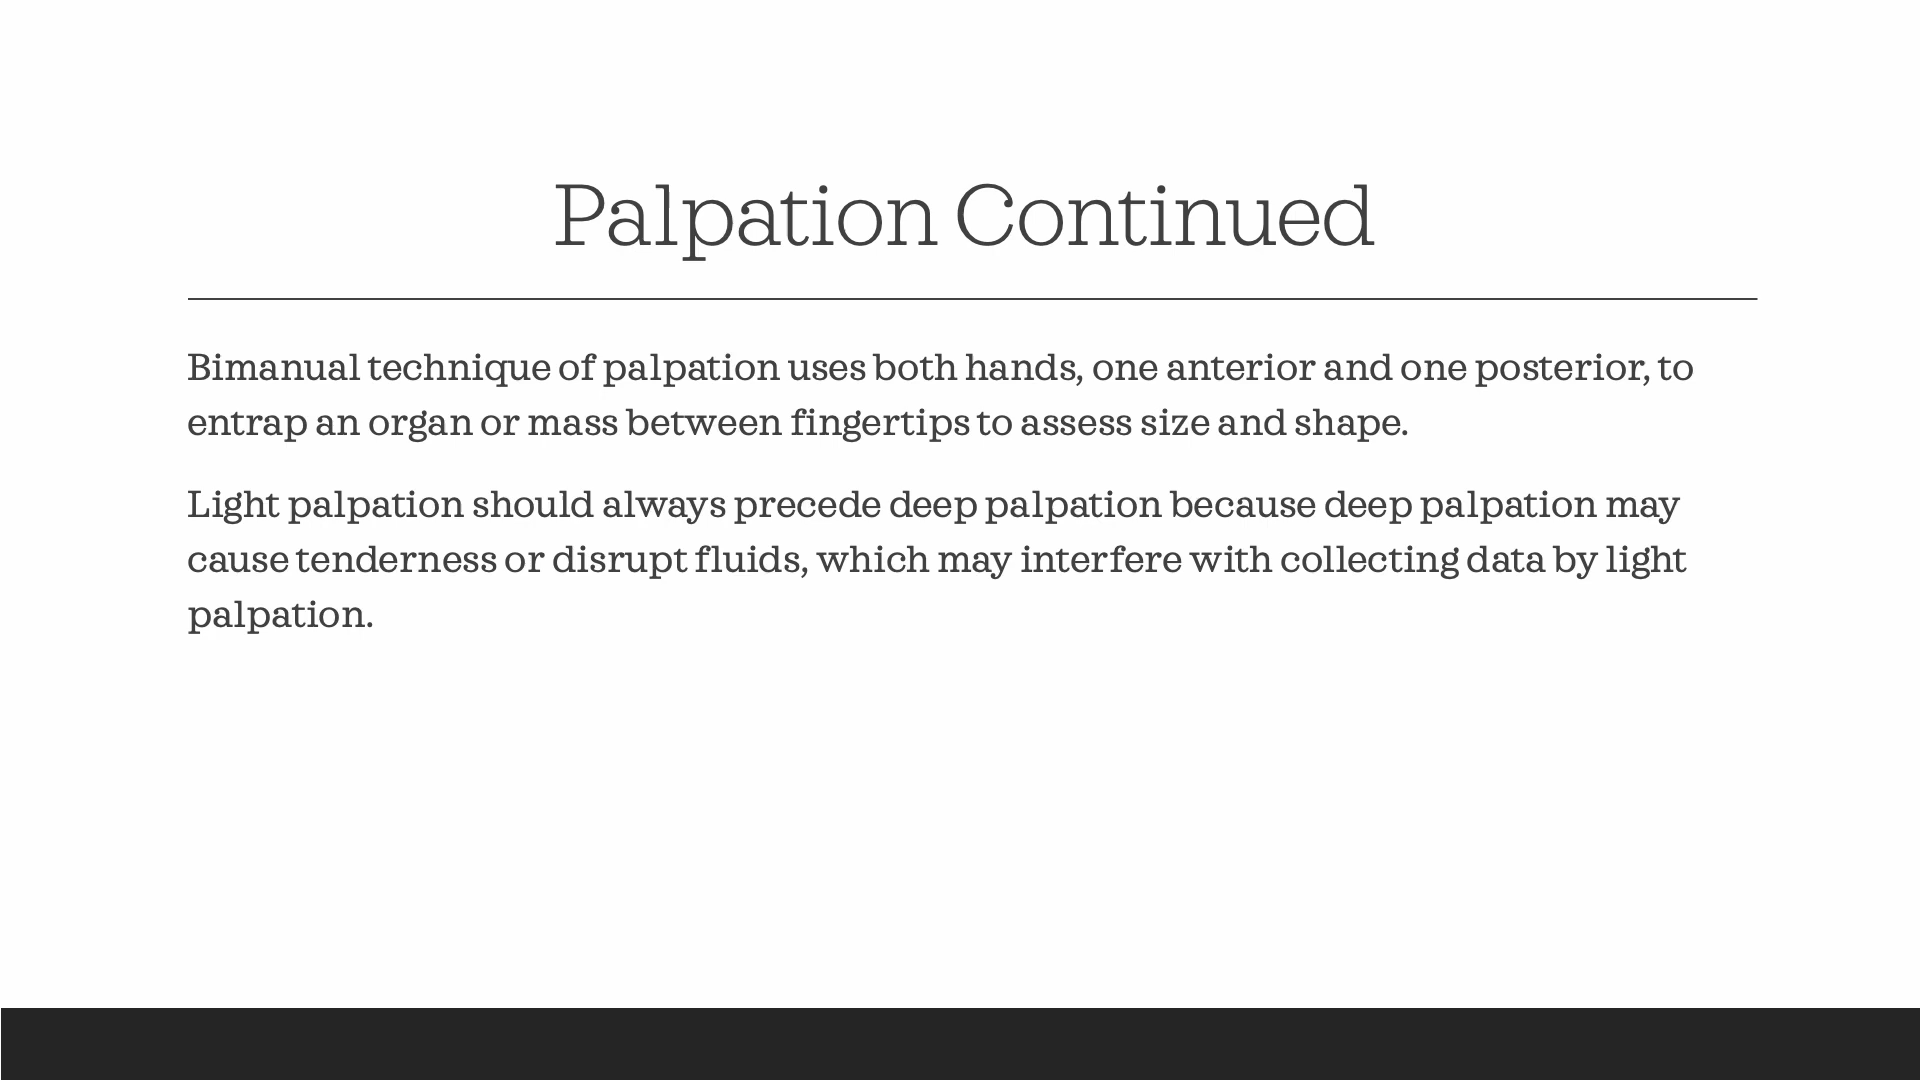 Palpation Continued
Bimanual technique of palpation uses both hands, one anterior and one posterior, to
entrap an organ or mass between fingertips to assess size and shape.
Light palpation should always precede deep palpation because deep palpation may
cause tenderness or disrupt fluids, which may interfere with collecting data by light
palpation.